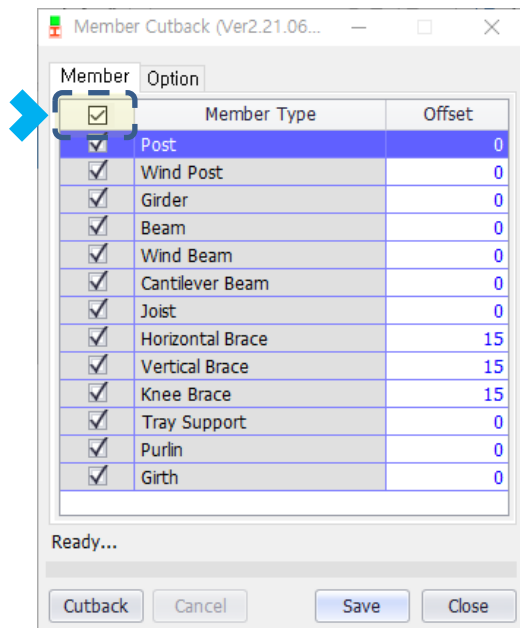 Member Cutback (Ver2.21.06...
Member Option
Member Type Offset
Post 0
Wind Post 0
Girder 0
Beam 0
Wind Beam 0
Cantilever Beam 0
Joist 0
Horizontal Brace 15
Vertical Brace 15
Knee Brace 15
Tray Support 0
Purlin 0
Girth 0
Ready...
Cutback Cancel Save Close